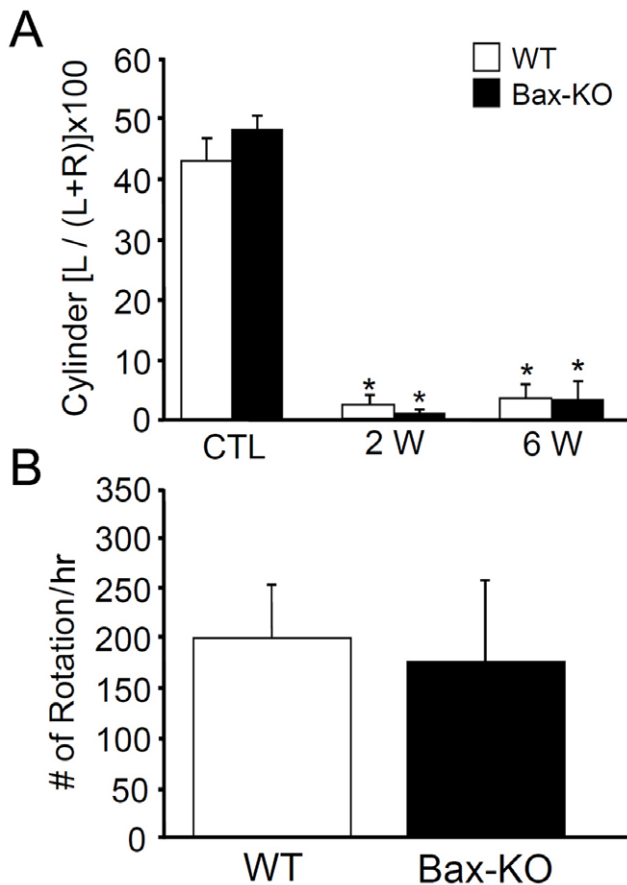 A
Cylinder [L / (L+R)]x100
60
50
40
30
20
10
0
WT
Bax-KO
* * * *
CTL 2 W 6 W
B
# of Rotation/hr
350
300
250
200
150
100
50
0
WT Bax-KO